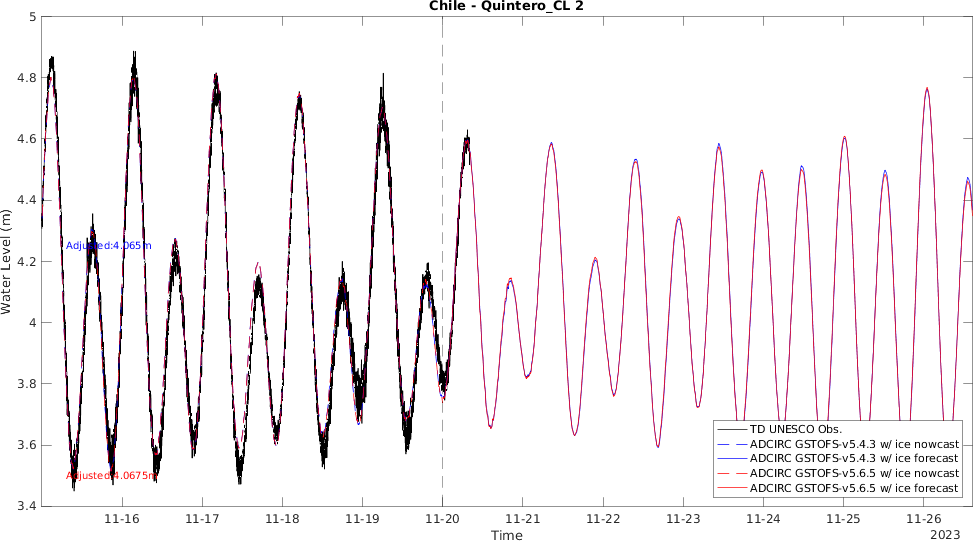 Chile - Quintero_CL 2
Water Level (m)
5
4.8
4.6
4.4
4.2
4
3.8
3.6
3.4
Adjusted:4.065m
Adjusted:4.0675m
TD UNESCO Obs.
ADCIRC GSTOFS-v5.4.3 w/ ice nowcast
ADCIRC GSTOFS-v5.4.3 w/ ice forecast
ADCIRC GSTOFS-v5.6.5 w/ ice nowcast
ADCIRC GSTOFS-v5.6.5 w/ ice forecast
11-16 11-17 11-18 11-19 11-20 11-21 11-22 11-23 11-24 11-25 11-26
Time
2023